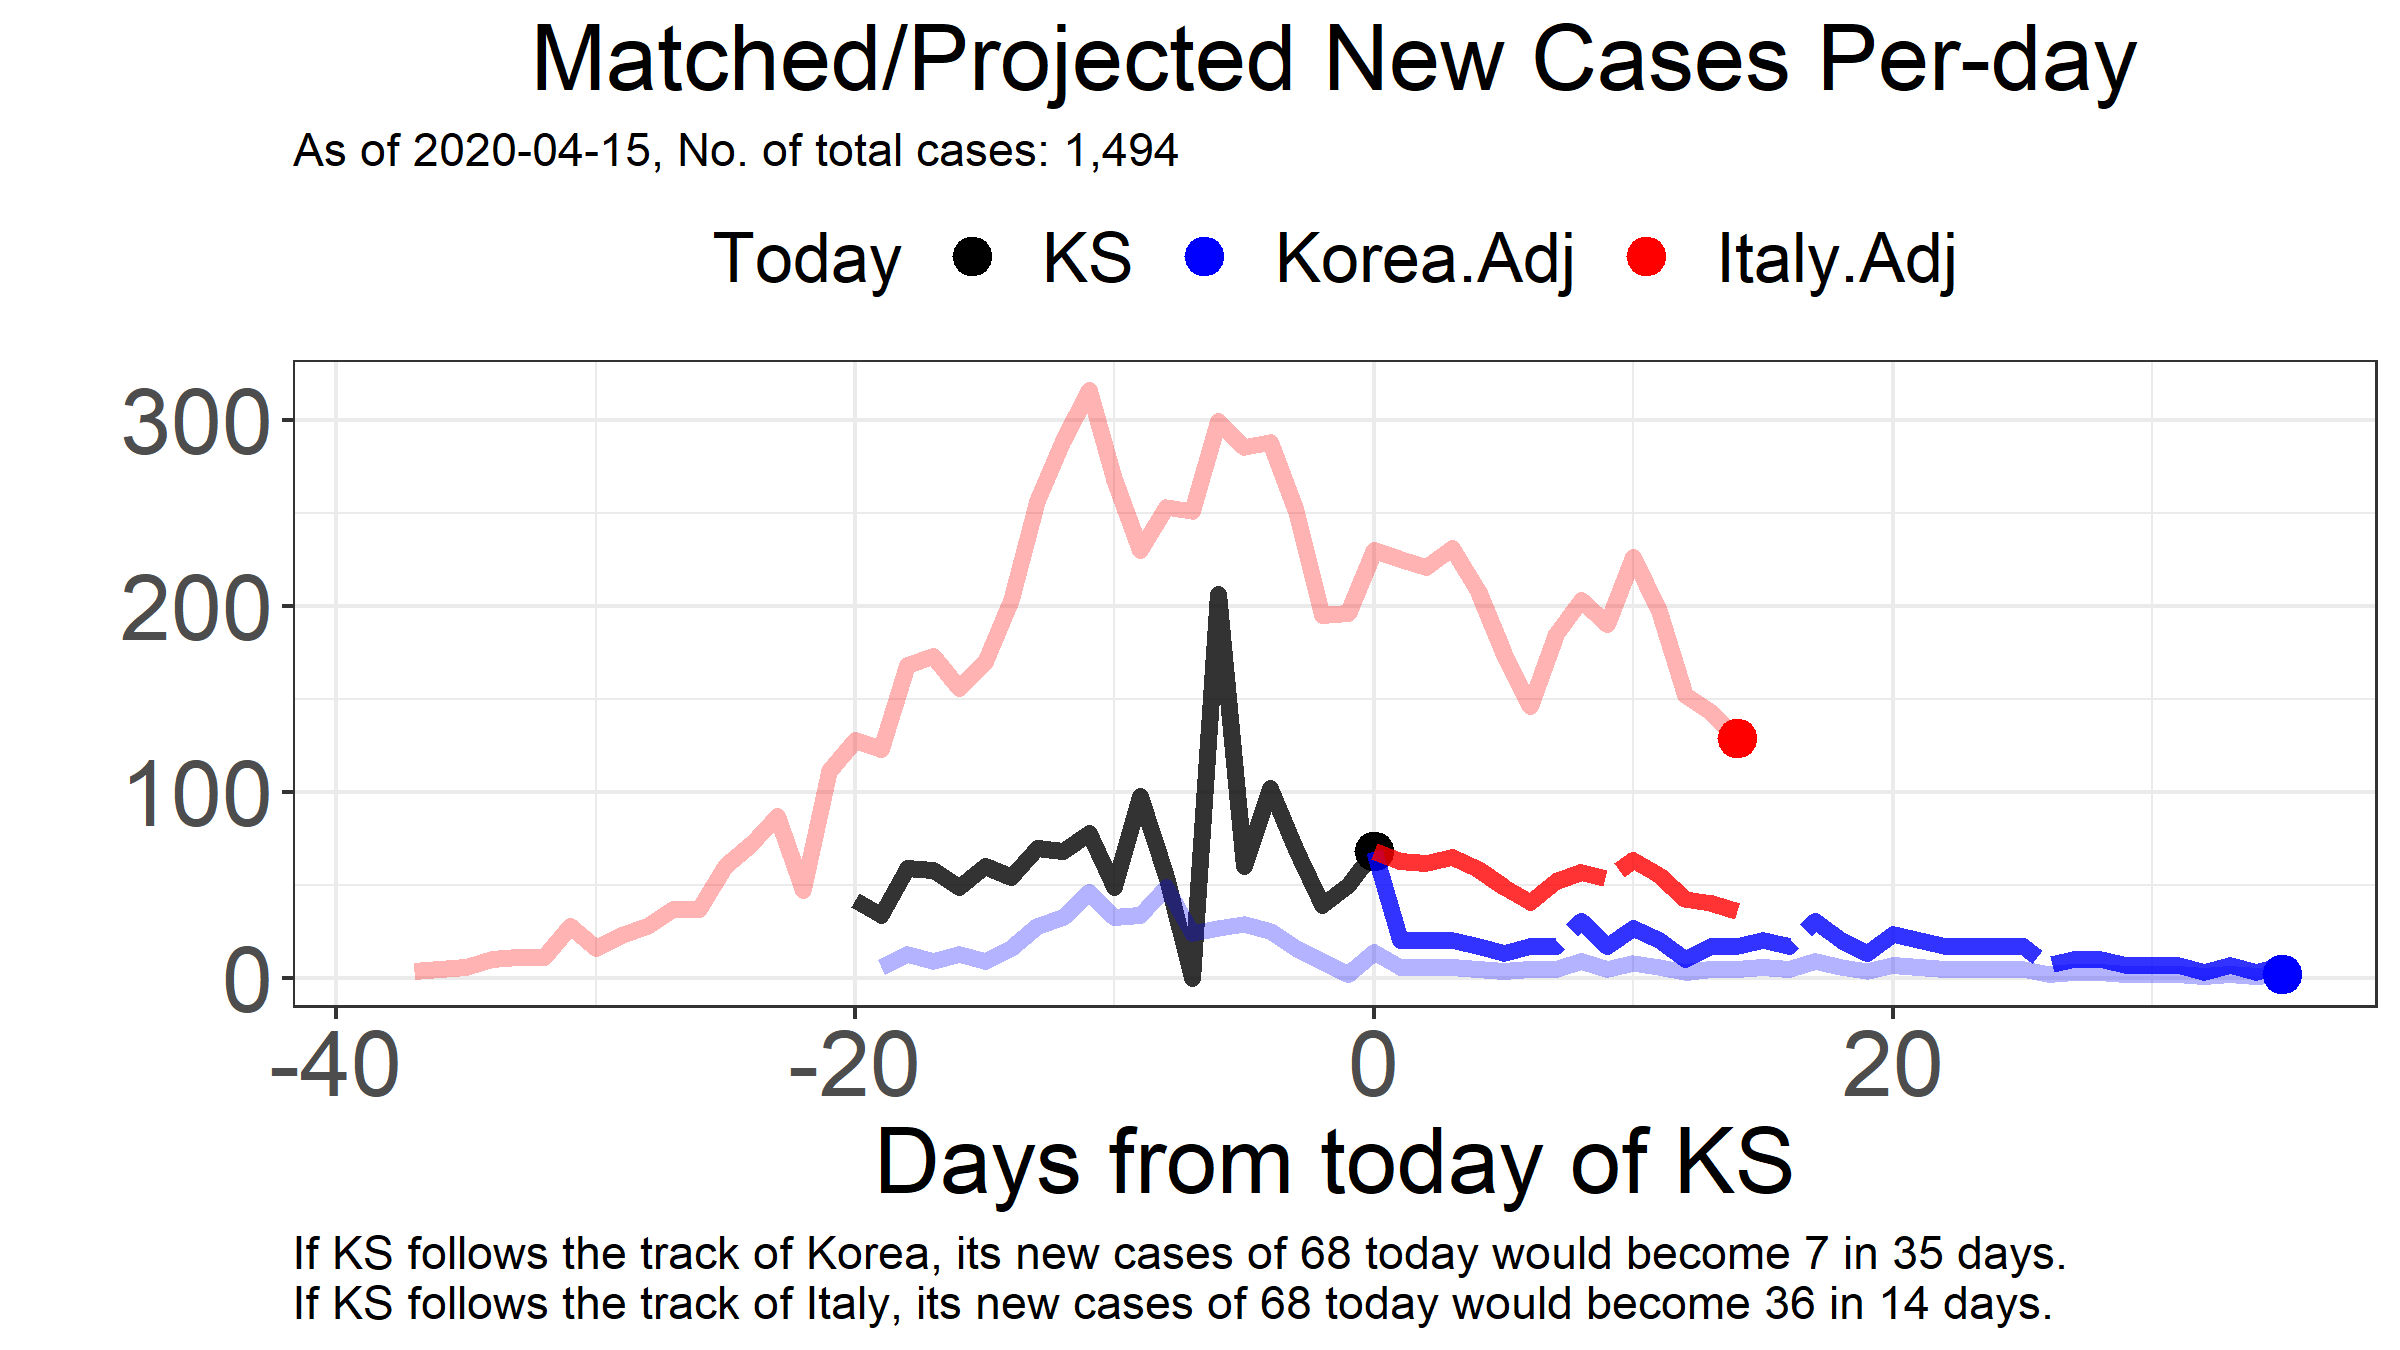 Matched/Projected New Cases Per-day
As of 2020-04-15, No. of total cases: 1,494
Today KS Korea.Adj Italy.Adj
300
200
100
0
-40 -20 0 20
Days from today of KS
If KS follows the track of Korea, its new cases of 68 today would become 7 in 35 days.
If KS follows the track of Italy, its new cases of 68 today would become 36 in 14 days.